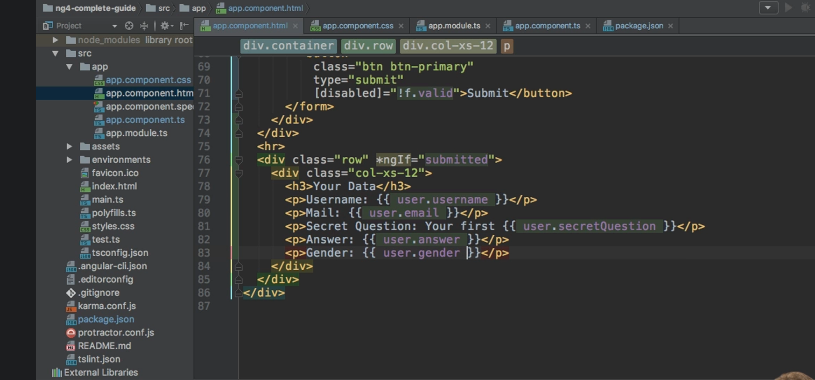 ng4-complete-guide src app app.component.html
Project app.component.html app.component.css app.module.ts app.component.ts package.json
node_modules library root
src
app
app.component.css
app.component.htm
app.component.spe
app.component.ts
app.module.ts
assets
environments
favicon.ico
index.html
main.ts
polyfills.ts
styles.css
test.ts
tsconfig.json
.angular-cli.json
.editorconfig
.gitignore
karma.conf.js
package.json
protractor.conf.js
README.md
tslint.json
External Libraries
div.container div.row div.col-xs-12 p
69 class="btn btn-primary"
70 type="submit"
71 [disabled]="!f.valid">Submit</button>
72 </form>
73 </div>
74 </div>
75 <hr>
76 <div class="row" *ngIf="submitted">
77 <div class="col-xs-12">
78 <h3>Your Data</h3>
79 <p>Username: {{ user.username }}</p>
80 <p>Mail: {{ user.email }}</p>
81 <p>Secret Question: Your first {{ user.secretQuestion }}</p>
82 <p>Answer: {{ user.answer }}</p>
83 <p>Gender: {{ user.gender }}</p>
84 </div>
85 </div>
86 </div>
87